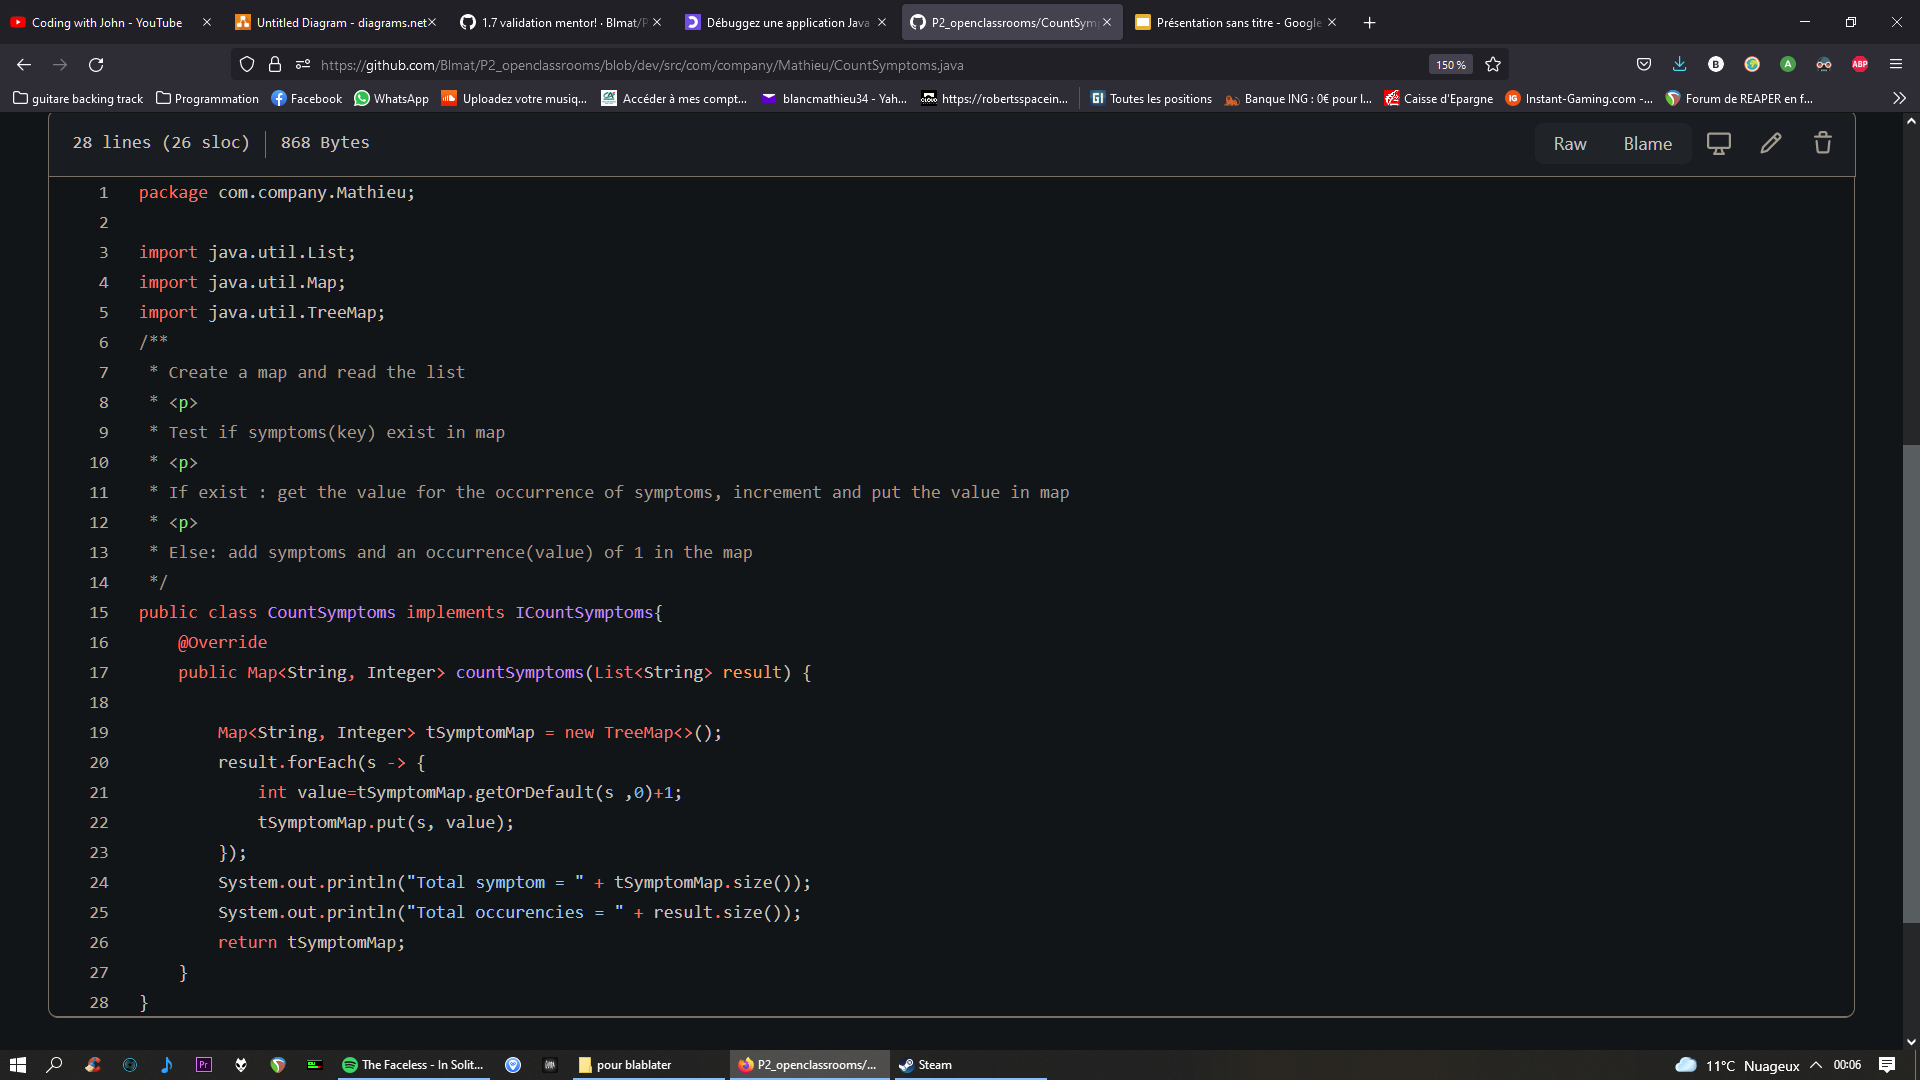 Coding with John - YouTube
Untitled Diagram - diagrams.net
1.7 validation mentor! · Blmat/P
Débuggez une application Java
P2_openclassrooms/CountSym
Présentation sans titre - Google
https://github.com/Blmat/P2_openclassrooms/blob/dev/src/com/company/Mathieu/CountSymptoms.java
150 %
B
A
ABP
guitare backing track
Programmation
Facebook
WhatsApp
Uploadez votre musiq...
Accéder à mes compt...
blancmathieu34 - Yah...
https://robertsspacein...
GI Toutes les positions
Banque ING : 0€ pour l...
Caisse d'Epargne
IG Instant-Gaming.com -...
Forum de REAPER en f...
28 lines (26 sloc) 868 Bytes
Raw Blame
1 package com.company.Mathieu;
2
3 import java.util.List;
4 import java.util.Map;
5 import java.util.TreeMap;
6 /**
7 * Create a map and read the list
8 * <p>
9 * Test if symptoms(key) exist in map
10 * <p>
11 * If exist : get the value for the occurrence of symptoms, increment and put the value in map
12 * <p>
13 * Else: add symptoms and an occurrence(value) of 1 in the map
14 */
15 public class CountSymptoms implements ICountSymptoms{
16 @Override
17 public Map<String, Integer> countSymptoms(List<String> result) {
18
19 Map<String, Integer> tSymptomMap = new TreeMap<>();
20 result.forEach(s -> {
21 int value=tSymptomMap.getOrDefault(s ,0)+1;
22 tSymptomMap.put(s, value);
23 });
24 System.out.println("Total symptom = " + tSymptomMap.size());
25 System.out.println("Total occurencies = " + result.size());
26 return tSymptomMap;
27 }
28 }
Pr
The Faceless - In Solit...
pour blablater
P2_openclassrooms/...
Steam
11°C Nuageux
00:06